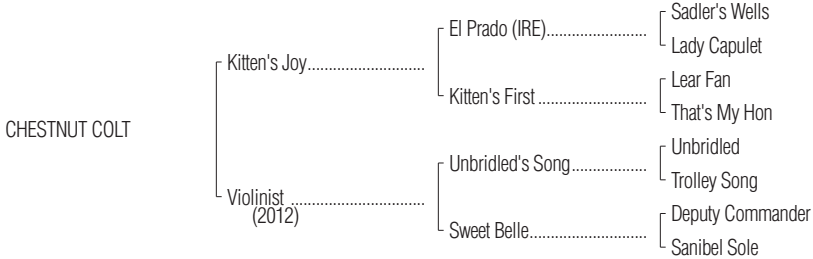 Sadler's Wells
El Prado (IRE)........................
Lady Capulet
Kitten's Joy............................
Lear Fan
Kitten's First ..........................
That's My Hon
CHESTNUT COLT
Unbridled
Unbridled's Song..................
Trolley Song
Violinist ................................
(2012)
Deputy Commander
Sweet Belle............................
Sanibel Sole